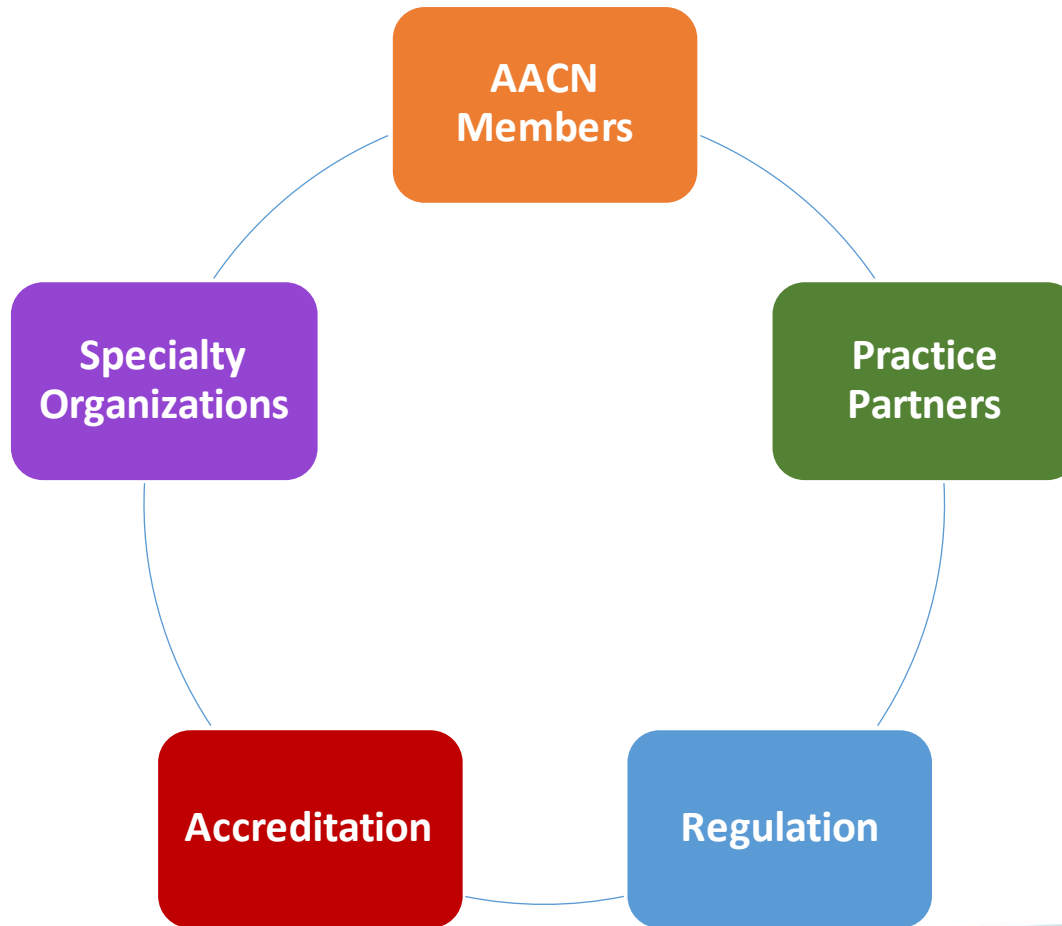 AACN
Members
Specialty
Organizations
Practice
Partners
Accreditation
Regulation